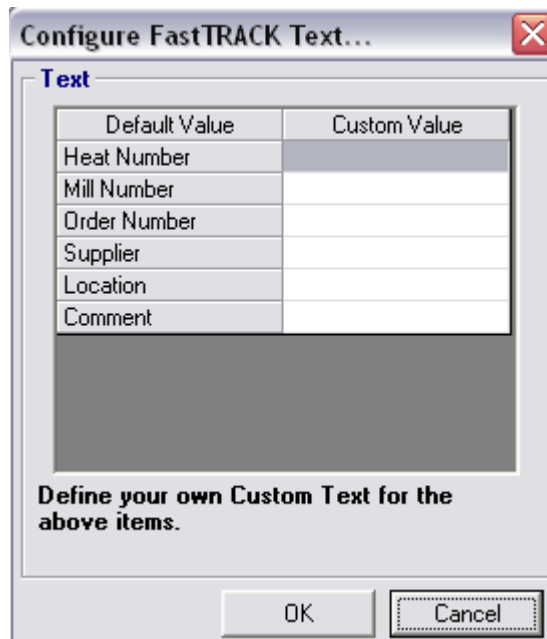 Configure FastTRACK Text...
Text
Default Value Custom Value
Heat Number
Mill Number
Order Number
Supplier
Location
Comment
Define your own Custom Text for the
above items.
OK Cancel